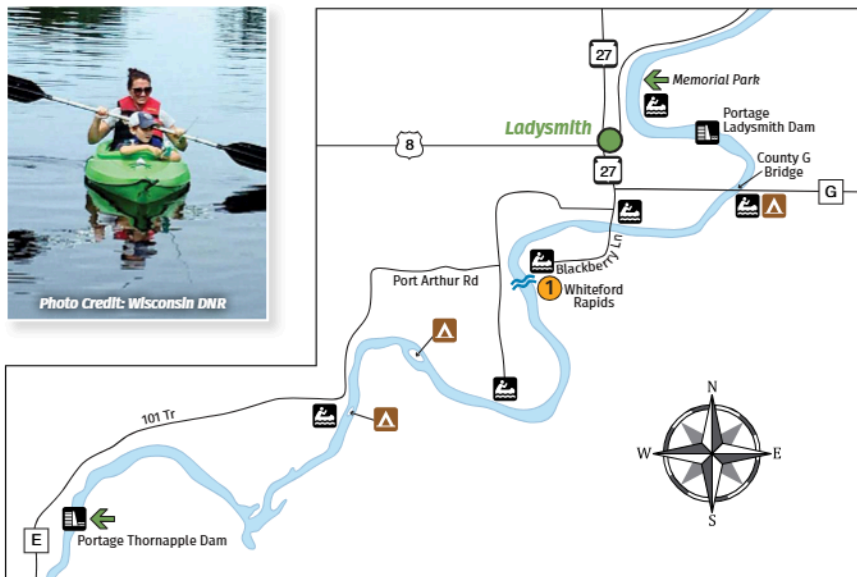 Photo Credit: Wisconsin DNR
27
Memorial Park
Ladysmith
8
Portage
Ladysmith Dam
27
County G
Bridge
G
Blackberry Ln
Port Arthur Rd
1
Whiteford
Rapids
101 Tr
N
W
E
S
E
Portage Thornapple Dam